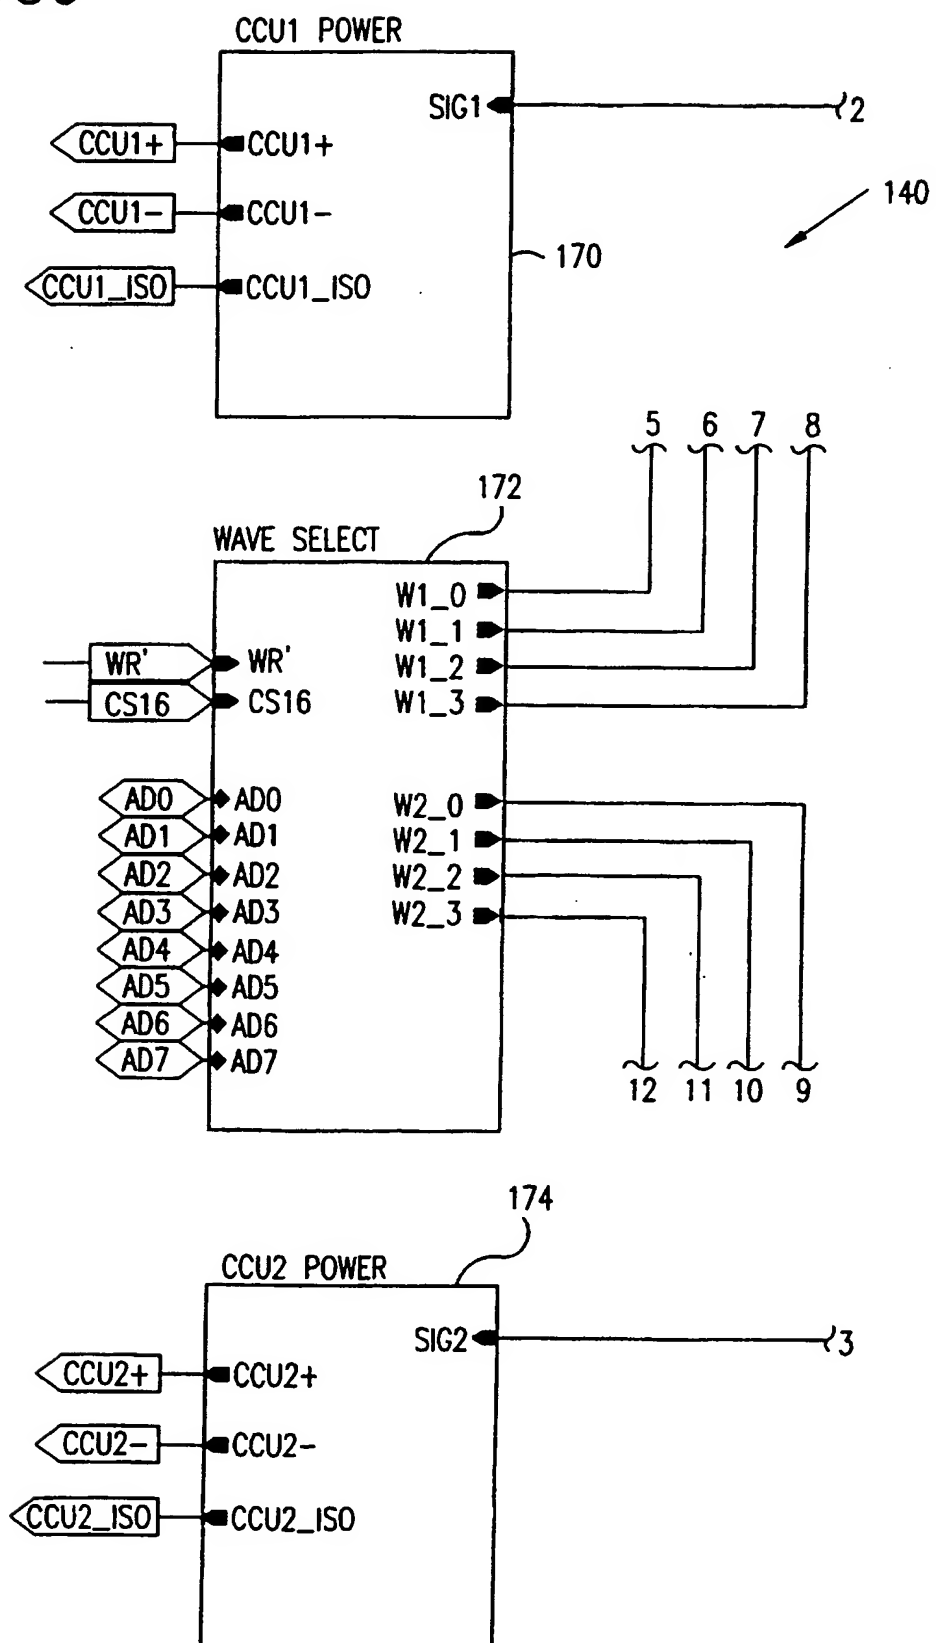 CCU1 POWER
SIG1 2
CCU1+ CCU1+
140
CCU1- CCU1-
170
CCU1_ISO CCU1_ISO
5 6 7 8
172
WAVE SELECT
W1_0
W1_1
WR' WR' W1_2
CS16 CS16 W1_3
AD0 AD0 W2_0
AD1 AD1 W2_1
AD2 AD2 W2_2
AD3 AD3 W2_3
AD4 AD4
AD5 AD5
AD6 AD6
AD7 AD7
12 11 10 9
174
CCU2 POWER
SIG2 3
CCU2+ CCU2+
CCU2- CCU2-
CCU2_ISO CCU2_ISO